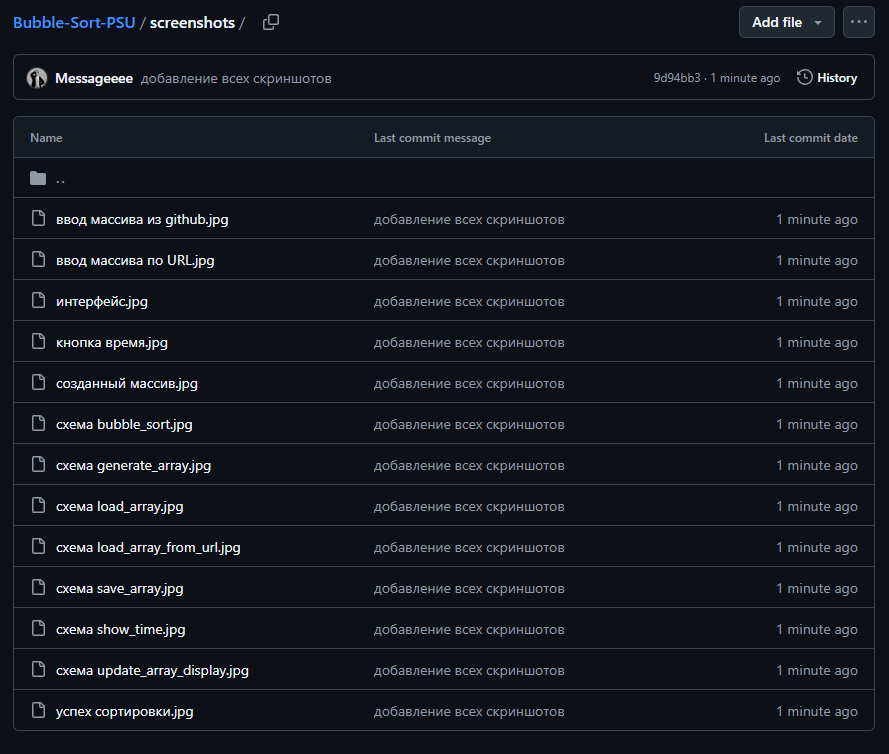 Bubble-Sort-PSU / screenshots / Add file
Messageeee добавление всех скриншотов 9d94bb3 · 1 minute ago History
Name Last commit message Last commit date
..
ввод массива из github.jpg добавление всех скриншотов 1 minute ago
ввод массива по URL.jpg добавление всех скриншотов 1 minute ago
интерфейс.jpg добавление всех скриншотов 1 minute ago
кнопка время.jpg добавление всех скриншотов 1 minute ago
созданный массив.jpg добавление всех скриншотов 1 minute ago
схема bubble_sort.jpg добавление всех скриншотов 1 minute ago
схема generate_array.jpg добавление всех скриншотов 1 minute ago
схема load_array.jpg добавление всех скриншотов 1 minute ago
схема load_array_from_url.jpg добавление всех скриншотов 1 minute ago
схема save_array.jpg добавление всех скриншотов 1 minute ago
схема show_time.jpg добавление всех скриншотов 1 minute ago
схема update_array_display.jpg добавление всех скриншотов 1 minute ago
успех сортировки.jpg добавление всех скриншотов 1 minute ago